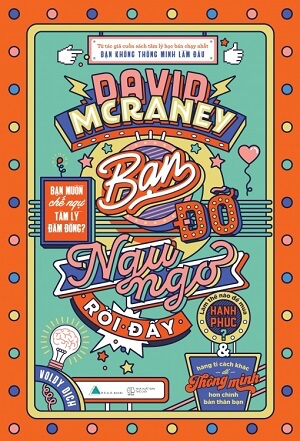 Từ tác giả cuốn sách tâm lý học bán chạy nhất
BẠN KHÔNG THÔNG MINH LẮM ĐÂU
DAVID
MCRANEY
Bạn
BẠN MUỐN
chế ngự
TÂM LÝ
ĐÁM ĐÔNG?
ĐỠ
Ngu ngơ
RỒI ĐẤY
Làm thế nào để mua
HẠNH
PHÚC
?
&
hàng tỉ cách khác
để
Thông minh
hơn chính
bản thân bạn
VOLDY DỊCH